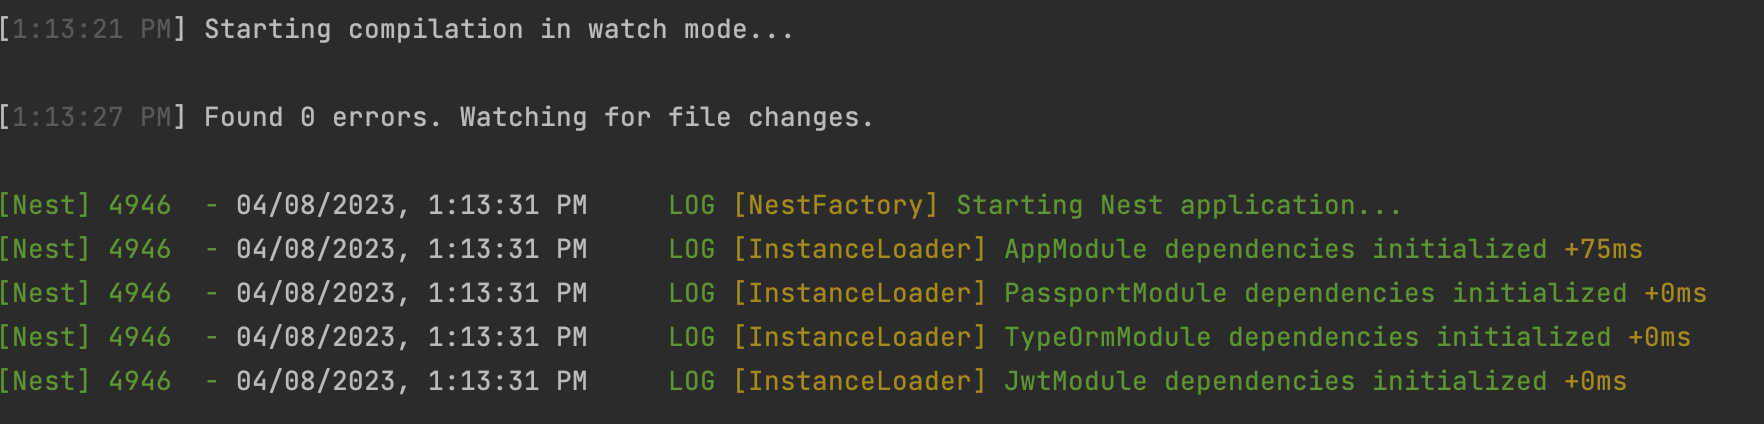 [1:13:21 PM] Starting compilation in watch mode...
[1:13:27 PM] Found 0 errors. Watching for file changes.
[Nest] 4946  - 04/08/2023, 1:13:31 PM     LOG [NestFactory] Starting Nest application...
[Nest] 4946  - 04/08/2023, 1:13:31 PM     LOG [InstanceLoader] AppModule dependencies initialized +75ms
[Nest] 4946  - 04/08/2023, 1:13:31 PM     LOG [InstanceLoader] PassportModule dependencies initialized +0ms
[Nest] 4946  - 04/08/2023, 1:13:31 PM     LOG [InstanceLoader] TypeOrmModule dependencies initialized +0ms
[Nest] 4946  - 04/08/2023, 1:13:31 PM     LOG [InstanceLoader] JwtModule dependencies initialized +0ms